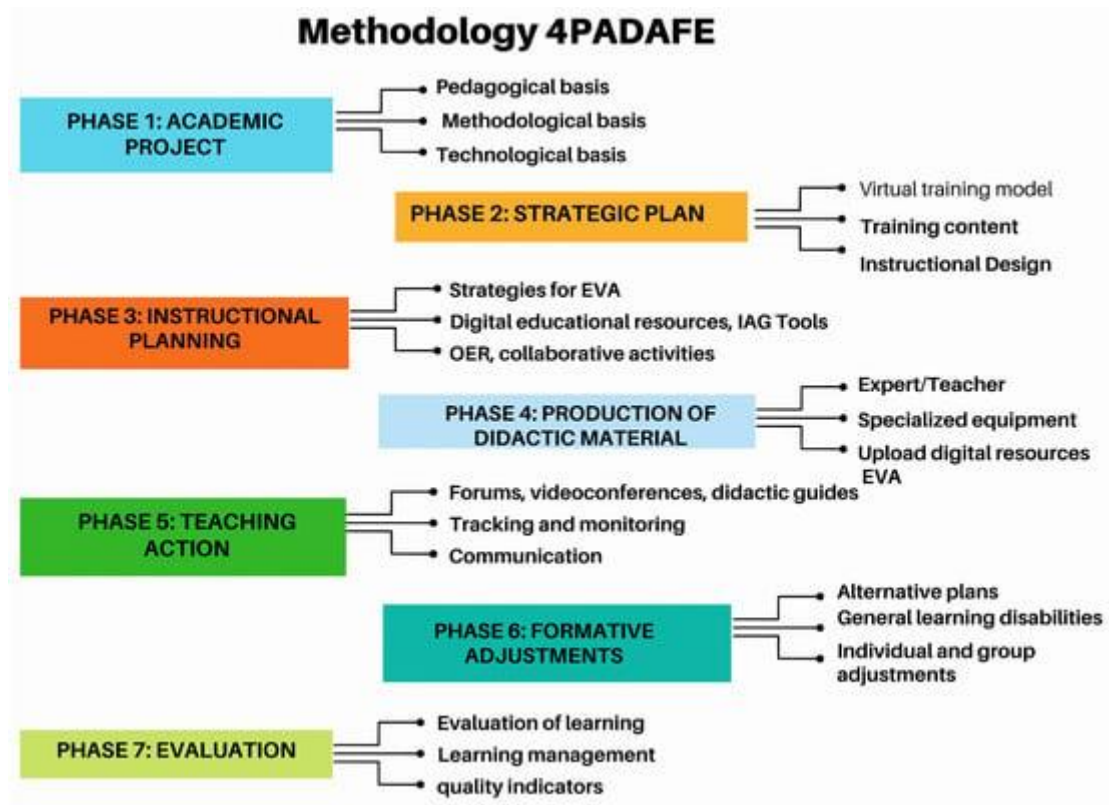 Methodology 4PADAFE
PHASE 1: ACADEMIC
PROJECT
Pedagogical basis
Methodological basis
Technological basis
PHASE 2: STRATEGIC PLAN
Virtual training model
Training content
Instructional Design
PHASE 3: INSTRUCTIONAL
PLANNING
Strategies for EVA
Digital educational resources, IAG Tools
OER, collaborative activities
PHASE 4: PRODUCTION OF
DIDACTIC MATERIAL
Expert/Teacher
Specialized equipment
Upload digital resources
EVA
PHASE 5: TEACHING
ACTION
Forums, videoconferences, didactic guides
Tracking and monitoring
Communication
PHASE 6: FORMATIVE
ADJUSTMENTS
Alternative plans
General learning disabilities
Individual and group
adjustments
PHASE 7: EVALUATION
Evaluation of learning
Learning management
quality indicators